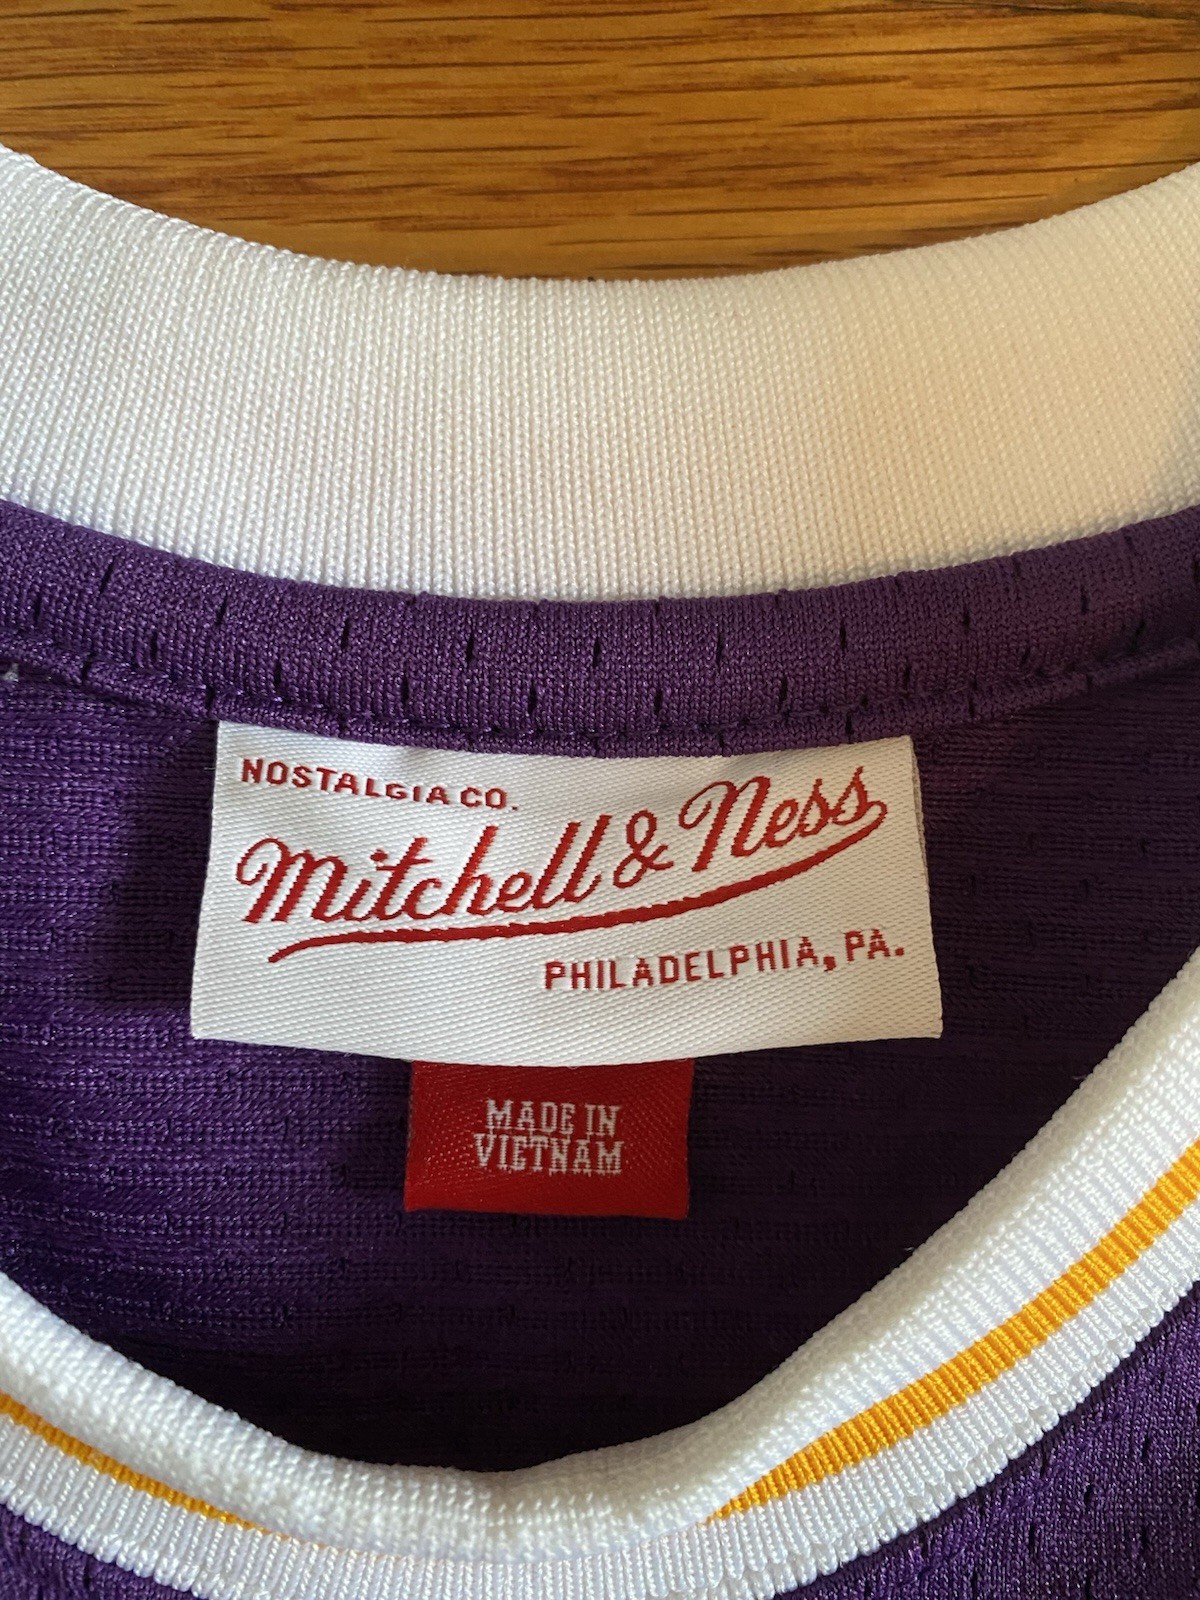 NOSTALGIA CO.
Mitchell & Ness
PHILADELPHIA, PA.
MADE IN
VIETNAM